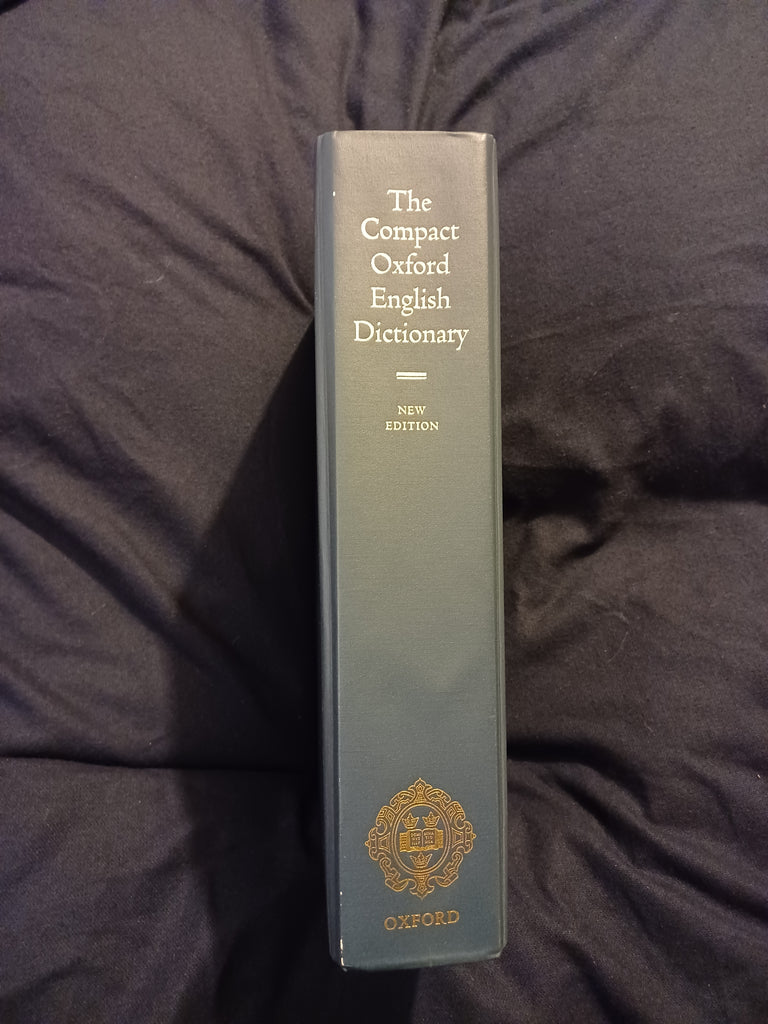 The
Compact
Oxford
English
Dictionary
NEW
EDITION
OXFORD